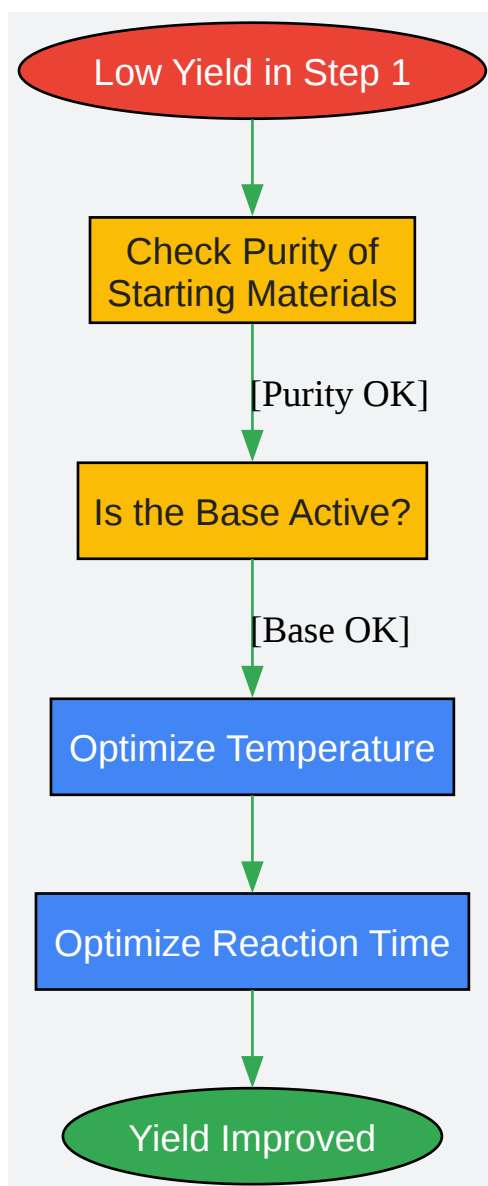 Low Yield in Step 1
Check Purity of
Starting Materials
[Purity OK]
Is the Base Active?
[Base OK]
Optimize Temperature
Optimize Reaction Time
Yield Improved